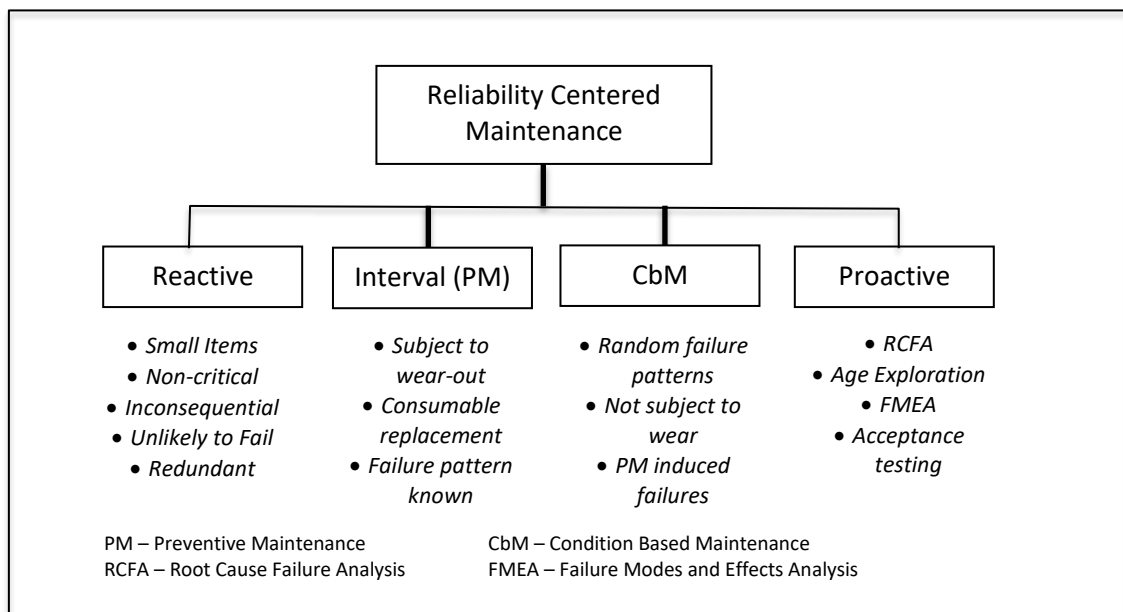 Reliability Centered
Maintenance
Reactive
Interval (PM)
CbM
Proactive
• Small Items
• Non-critical
• Inconsequential
• Unlikely to Fail
• Redundant
• Subject to
wear-out
• Consumable
replacement
• Failure pattern
known
• Random failure
patterns
• Not subject to
wear
• PM induced
failures
• RCFA
• Age Exploration
• FMEA
• Acceptance
testing
PM – Preventive Maintenance
CbM – Condition Based Maintenance
RCFA – Root Cause Failure Analysis
FMEA – Failure Modes and Effects Analysis